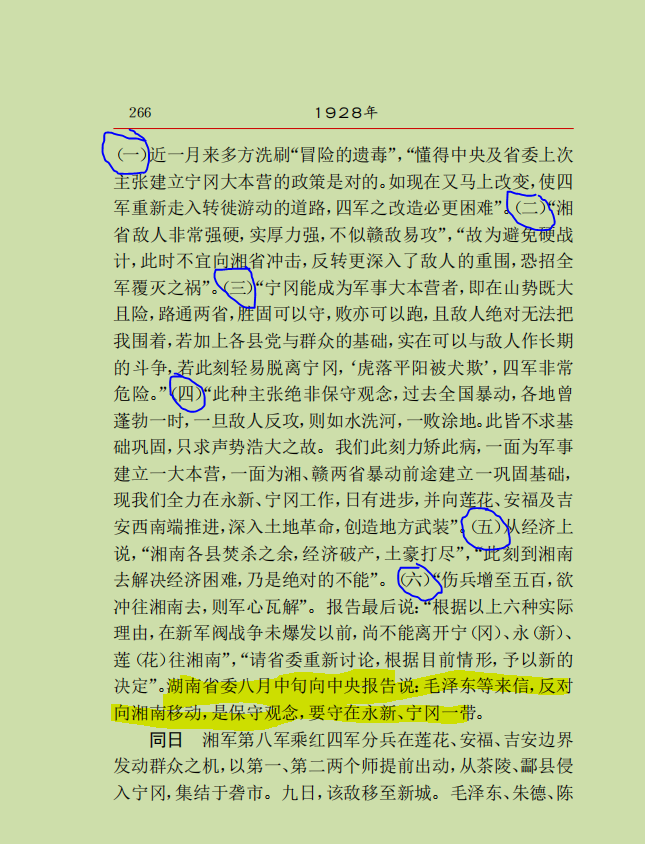 266 1928年
(一)近一月来多方洗刷“冒险的遗毒”，“懂得中央及省委上次
主张建立宁冈大本营的政策是对的。如现在又马上改变，使四
军重新走入转徙游动的道路，四军之改造必更困难”。(二)“湘
省敌人非常强硬，实厚力强，不似赣敌易攻”，“故为避免硬战
计，此时不宜向湘省冲击，反转更深入了敌人的重围，恐招全
军覆灭之祸”。(三)“宁冈能成为军事大本营者，即在山势既大
且险，路通两省，胜固可以守，败亦可以跑，且敌人绝对无法把
我围着，若加上各县党与群众的基础，实在可以与敌人作长期
的斗争，若此刻轻易脱离宁冈，‘虎落平阳被犬欺’，四军非常
危险。”(四)“此种主张绝非保守观念，过去全国暴动，各地曾
蓬勃一时，一旦敌人反攻，则如水洗河，一败涂地。此皆不求基
础巩固，只求声势浩大之故。我们此刻力矫此病，一面为军事
建立一大本营，一面为湘、赣两省暴动前途建立一巩固基础，
现我们全力在永新、宁冈工作，日有进步，并向莲花、安福及吉
安西南端推进，深入土地革命，创造地方武装”。(五)从经济上
说，“湘南各县焚杀之余，经济破产，土豪打尽”，“此刻到湘南
去解决经济困难，乃是绝对的不能”。(六)“伤兵增至五百，欲
冲往湘南去，则军心瓦解”。报告最后说：“根据以上六种实际
理由，在新军阀战争未爆发以前，尚不能离开宁(冈)、永(新)、
莲(花)往湘南”，“请省委重新讨论，根据目前情形，予以新的
决定”。湖南省委八月中旬向中央报告说：毛泽东等来信，反对
向湘南移动，是保守观念，要守在永新、宁冈一带。
同日 湘军第八军乘红四军分兵在莲花、安福、吉安边界
发动群众之机，以第一、第二两个师提前出动，从茶陵、酃县侵
入宁冈，集结于砻市。九日，该敌移至新城。毛泽东、朱德、陈